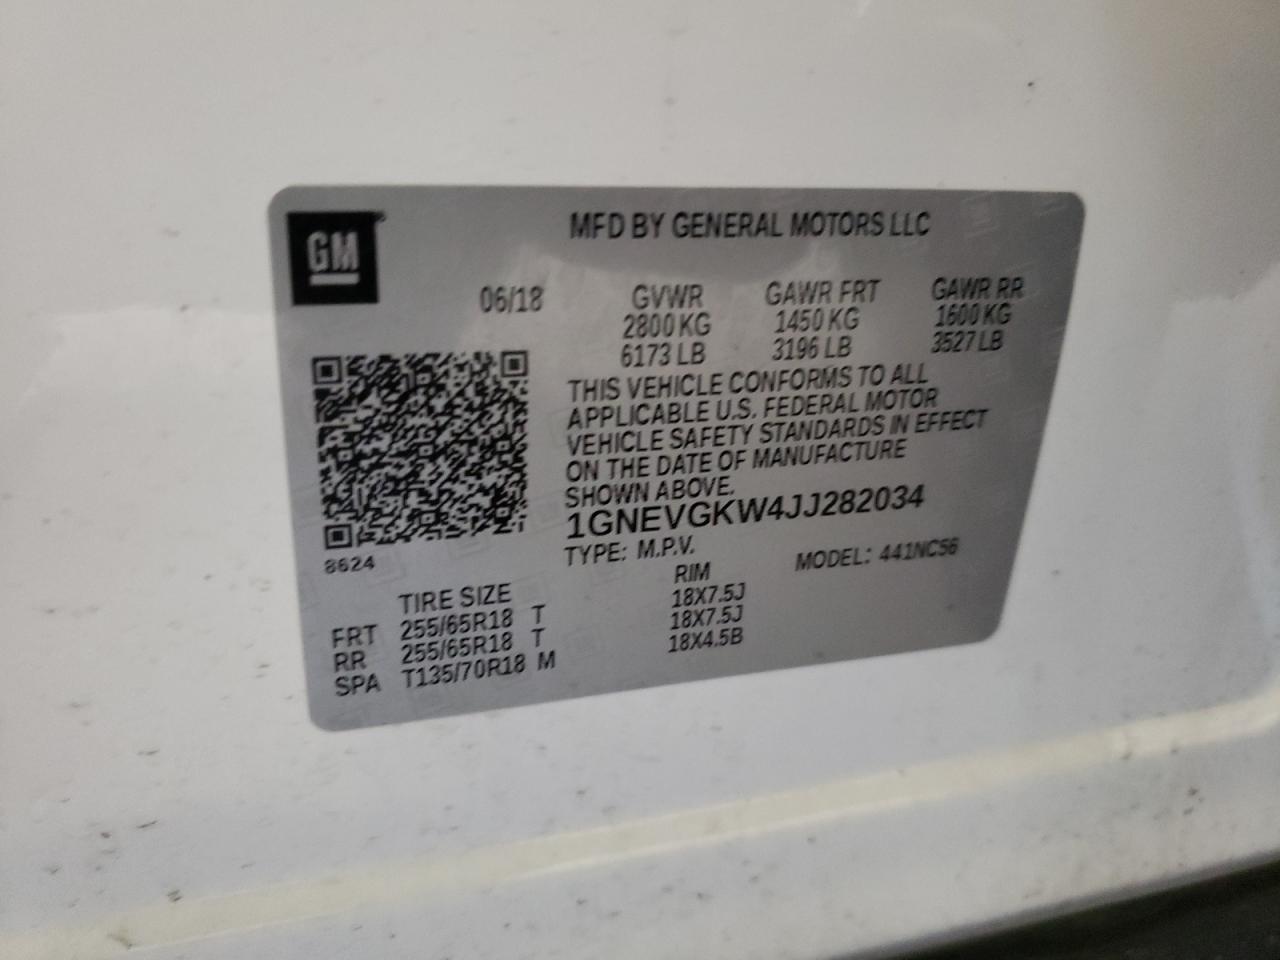 GM
MFD BY GENERAL MOTORS LLC
06/18 GVWR GAWR FRT GAWR RR
2800 KG 1450 KG 1600 KG
6173 LB 3196 LB 3527 LB
THIS VEHICLE CONFORMS TO ALL
APPLICABLE U.S. FEDERAL MOTOR
VEHICLE SAFETY STANDARDS IN EFFECT
ON THE DATE OF MANUFACTURE
SHOWN ABOVE.
1GNEVGKW4JJ282034
8624
TYPE: M.P.V. MODEL: 441NC56
TIRE SIZE RIM
FRT 255/65R18 T 18X7.5J
RR 255/65R18 T 18X7.5J
SPA T135/70R18 M 18X4.5B